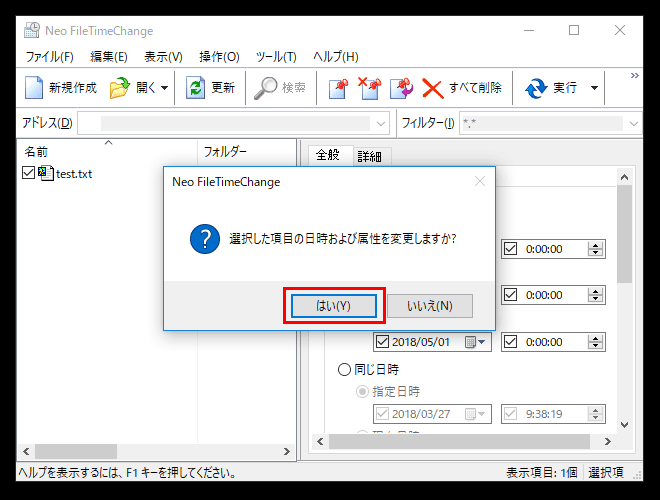 Neo FileTimeChange
ファイル(F) 編集(E) 表示(V) 操作(O) ツール(T) ヘルプ(H)
新規作成 開く 更新 検索 すべて削除 実行 »
アドレス(D) フィルター(I) *.*
名前 フォルダー
test.txt
全般 詳細
Neo FileTimeChange
選択した項目の日時および属性を変更しますか?
はい(Y) いいえ(N)
0:00:00
0:00:00
2018/05/01 0:00:00
同じ日時
指定日時
2018/03/27 9:38:19
ヘルプを表示するには、F1 キーを押してください。 表示項目: 1個 選択項